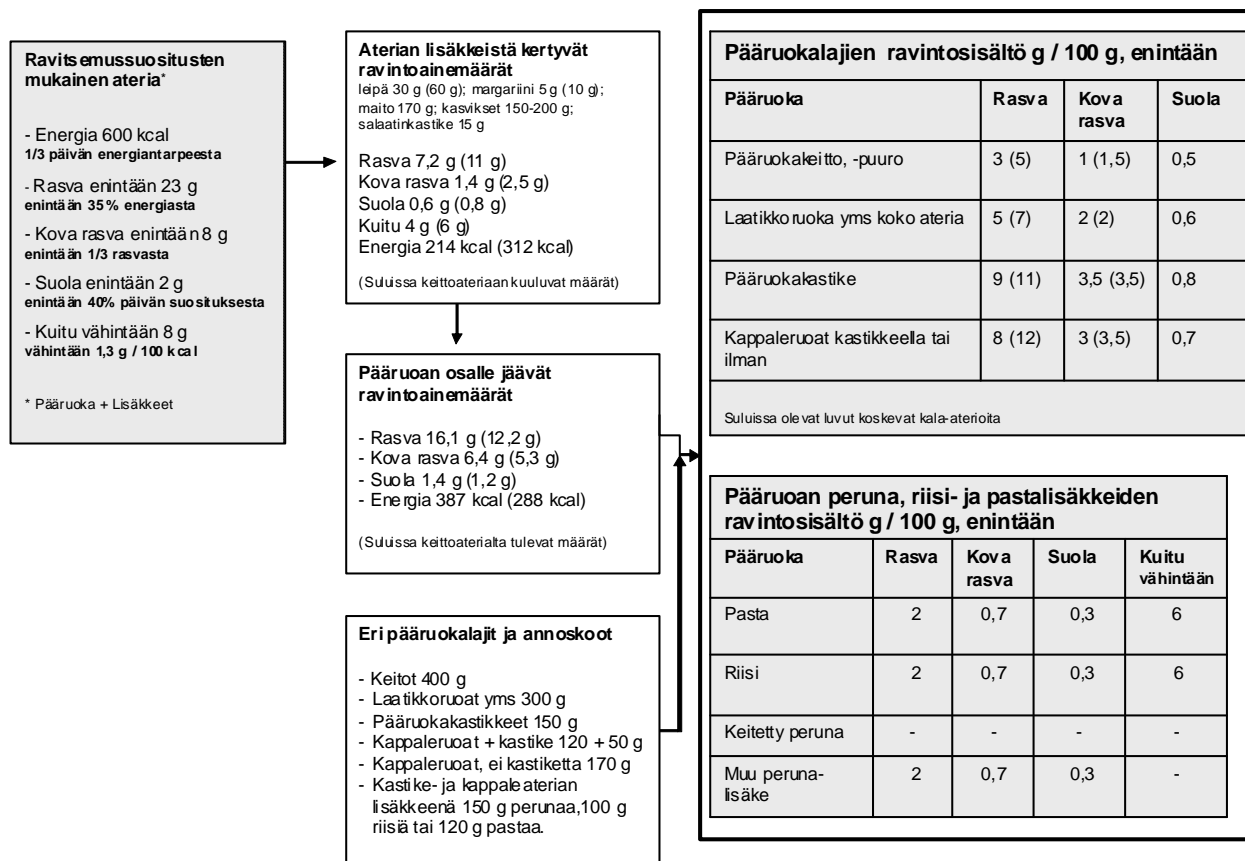 Ravitsemussuositusten
mukainen ateria*
- Energia 600 kcal
1/3 päivän energiantarpeesta
- Rasva enintään 23 g
enintään 35% energiasta
- Kova rasva enintään 8 g
enintään 1/3 rasvasta
- Suola enintään 2 g
enintään 40% päivän suosituksesta
- Kuitu vähintään 8 g
vähintään 1,3 g / 100 kcal
* Pääruoka + Lisäkkeet
Aterian lisäkkeistä kertyvät
ravintoainemäärät
leipä 30 g (60 g); margariini 5 g (10 g);
maito 170 g; kasvikset 150-200 g;
salaatinkastike 15 g
Rasva 7,2 g (11 g)
Kova rasva 1,4 g (2,5 g)
Suola 0,6 g (0,8 g)
Kuitu 4 g (6 g)
Energia 214 kcal (312 kcal)
(Suluissa keittoateriaan kuuluvat määrät)
Pääruoan osalle jäävät
ravintoainemäärät
- Rasva 16,1 g (12,2 g)
- Kova rasva 6,4 g (5,3 g)
- Suola 1,4 g (1,2 g)
- Energia 387 kcal (288 kcal)
(Suluissa keittoaterialta tulevat määrät)
Eri pääruokalajit ja annoskoot
- Keitot 400 g
- Laatikkoruoat yms 300 g
- Pääruokakastikkeet 150 g
- Kappaleruoat + kastike 120 + 50 g
- Kappaleruoat, ei kastiketta 170 g
- Kastike- ja kappaleaterian
lisäkkeenä 150 g perunaa,100 g
riisiä tai 120 g pastaa.
Pääruokalajien ravintosisältö g / 100 g, enintään
Pääruoka Rasva Kova rasva Suola
Pääruokakeitto, -puuro 3 (5) 1 (1,5) 0,5
Laatikkoruoka yms koko ateria 5 (7) 2 (2) 0,6
Pääruokakastike 9 (11) 3,5 (3,5) 0,8
Kappaleruoat kastikkeella tai ilman 8 (12) 3 (3,5) 0,7
Suluissa olevat luvut koskevat kala-aterioita
Pääruoan peruna, riisi- ja pastalisäkkeiden
ravintosisältö g / 100 g, enintään
Pääruoka Rasva Kova rasva Suola Kuitu vähintään
Pasta 2 0,7 0,3 6
Riisi 2 0,7 0,3 6
Keitetty peruna - - - -
Muu peruna-lisäke 2 0,7 0,3 -